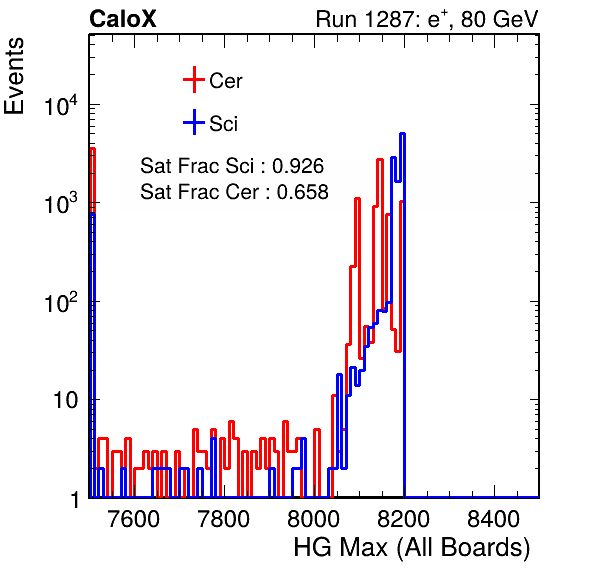 CaloX Run 1287: e⁺, 80 GeV
Events
Cer
Sci
Sat Frac Sci : 0.926
Sat Frac Cer : 0.658
10⁴
10³
10²
10
1
7600 7800 8000 8200 8400
HG Max (All Boards)